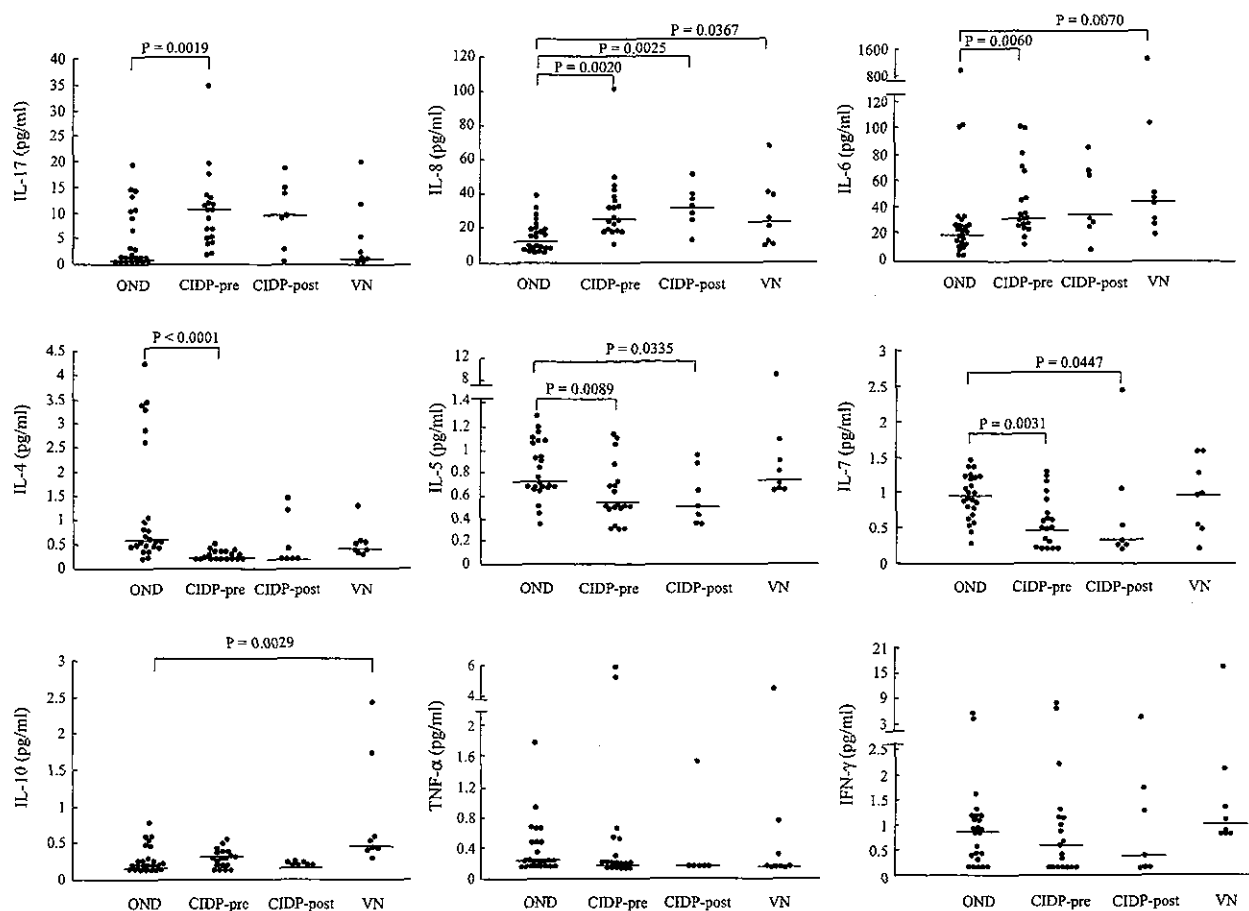 P = 0.0019
IL-17 (pg/ml)
40
35
30
25
20
15
10
5
0
OND CIDP-pre CIDP-post VN
P = 0.0367
P = 0.0025
P = 0.0020
IL-8 (pg/ml)
120
100
80
60
40
20
0
OND CIDP-pre CIDP-post VN
P = 0.0070
P = 0.0060
IL-6 (pg/ml)
1600
800
120
100
80
60
40
20
0
OND CIDP-pre CIDP-post VN
P < 0.0001
IL-4 (pg/ml)
4.5
4
3.5
3
2.5
2
1.5
1
0.5
0
OND CIDP-pre CIDP-post VN
P = 0.0335
P = 0.0089
IL-5 (pg/ml)
12
8
4
1.4
1.2
1
0.8
0.6
0.4
0.2
0
OND CIDP-pre CIDP-post VN
P = 0.0447
P = 0.0031
IL-7 (pg/ml)
3
2.5
2
1.5
1
0.5
0
OND CIDP-pre CIDP-post VN
P = 0.0029
IL-10 (pg/ml)
3
2.5
2
1.5
1
0.5
0
OND CIDP-pre CIDP-post VN
TNF-α (pg/ml)
6
4
2
1.6
1.2
0.8
0.4
0
OND CIDP-pre CIDP-post VN
IFN-γ (pg/ml)
21
15
9
3
2.5
2
1.5
1
0.5
0
OND CIDP-pre CIDP-post VN